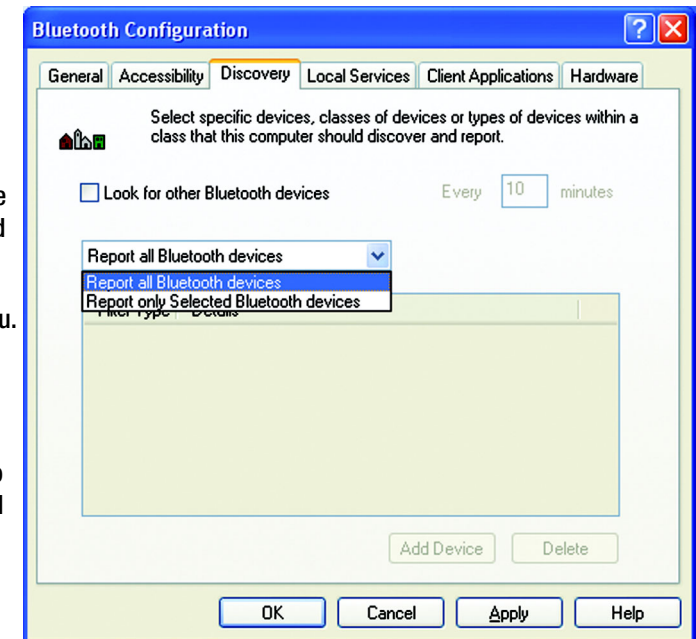 Bluetooth Configuration
General Accessibility Discovery Local Services Client Applications Hardware
Select specific devices, classes of devices or types of devices within a
class that this computer should discover and report.
Look for other Bluetooth devices Every 10 minutes
Report all Bluetooth devices
Report all Bluetooth devices
Report only Selected Bluetooth devices
Filter Type Details
u.
Add Device Delete
OK Cancel Apply Help